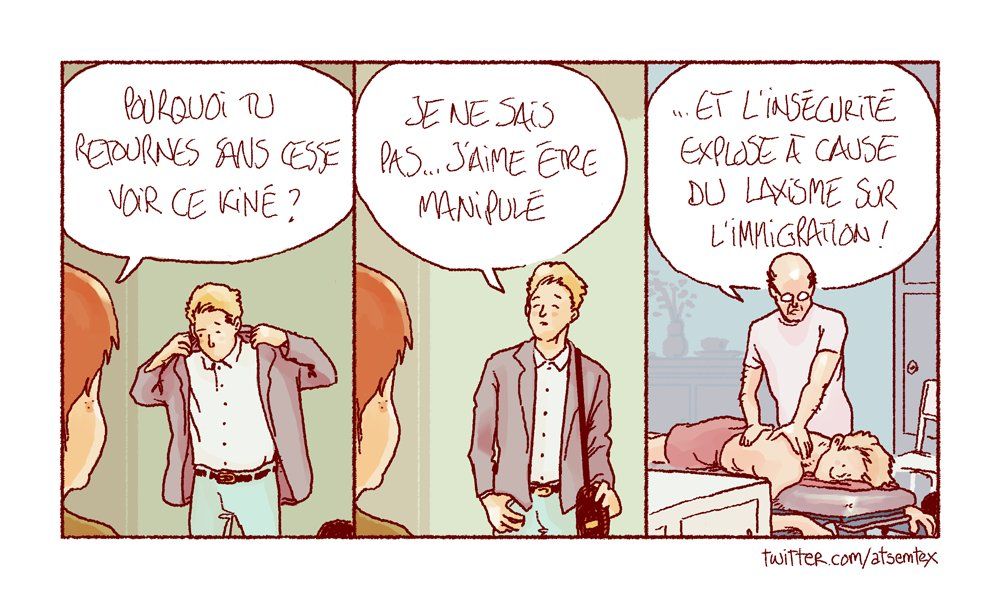 POURQUOI TU
RETOURNES SANS CESSE
VOIR CE KINÉ ?
JE NE SAIS
PAS... J'AIME ÊTRE
MANIPULÉ
... ET L'INSÉCURITÉ
EXPLOSE À CAUSE
DU LAXISME SUR
L'IMMIGRATION !
twitter.com/atsemtex